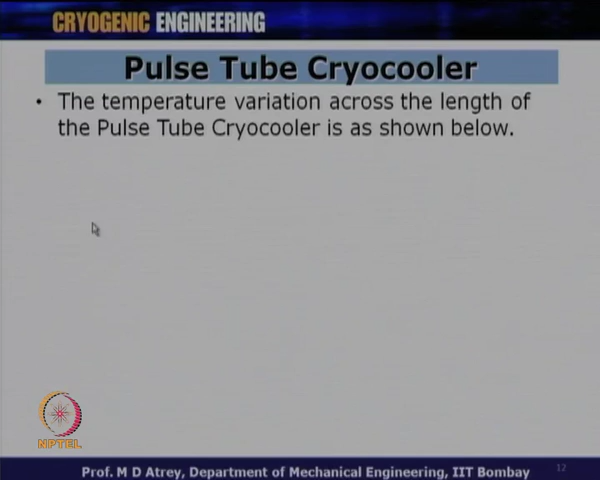 CRYOGENIC ENGINEERING
Pulse Tube Cryocooler
• The temperature variation across the length of
the Pulse Tube Cryocooler is as shown below.
NPTEL
Prof. M D Atrey, Department of Mechanical Engineering, IIT Bombay
12